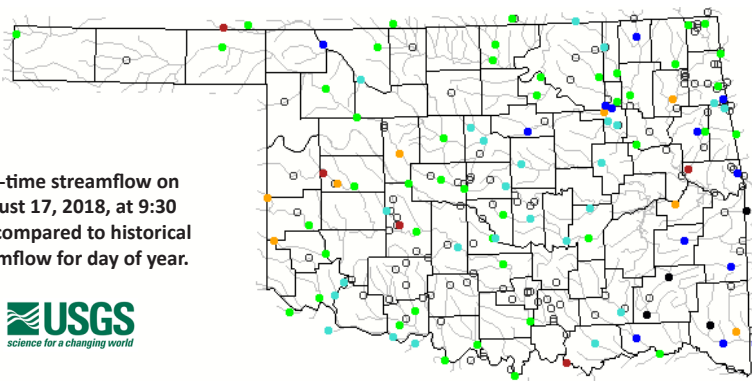 -time streamflow on
ust 17, 2018, at 9:30
compared to historical
mflow for day of year.
USGS
science for a changing world